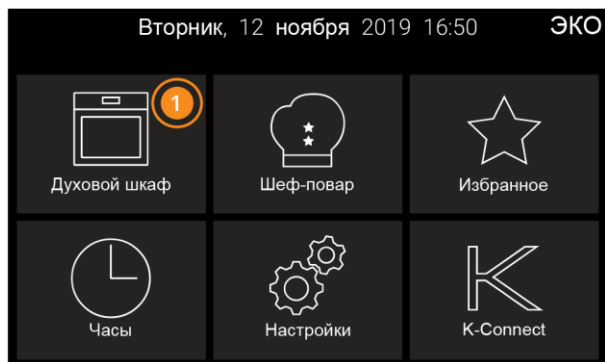 Вторник, 12 ноября 2019 16:50 ЭКО
1
Духовой шкаф
Шеф-повар
Избранное
Часы
Настройки
K-Connect